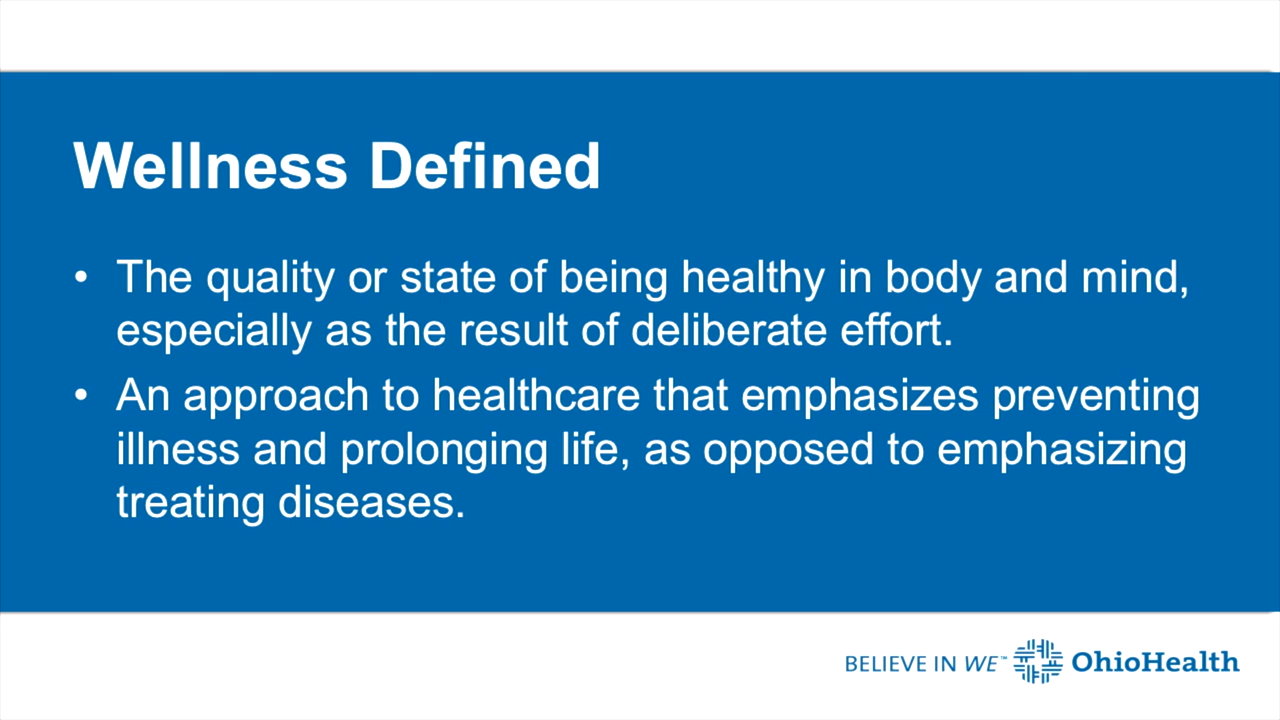 Wellness Defined
• The quality or state of being healthy in body and mind,
especially as the result of deliberate effort.
• An approach to healthcare that emphasizes preventing
illness and prolonging life, as opposed to emphasizing
treating diseases.
BELIEVE IN WE™ OhioHealth